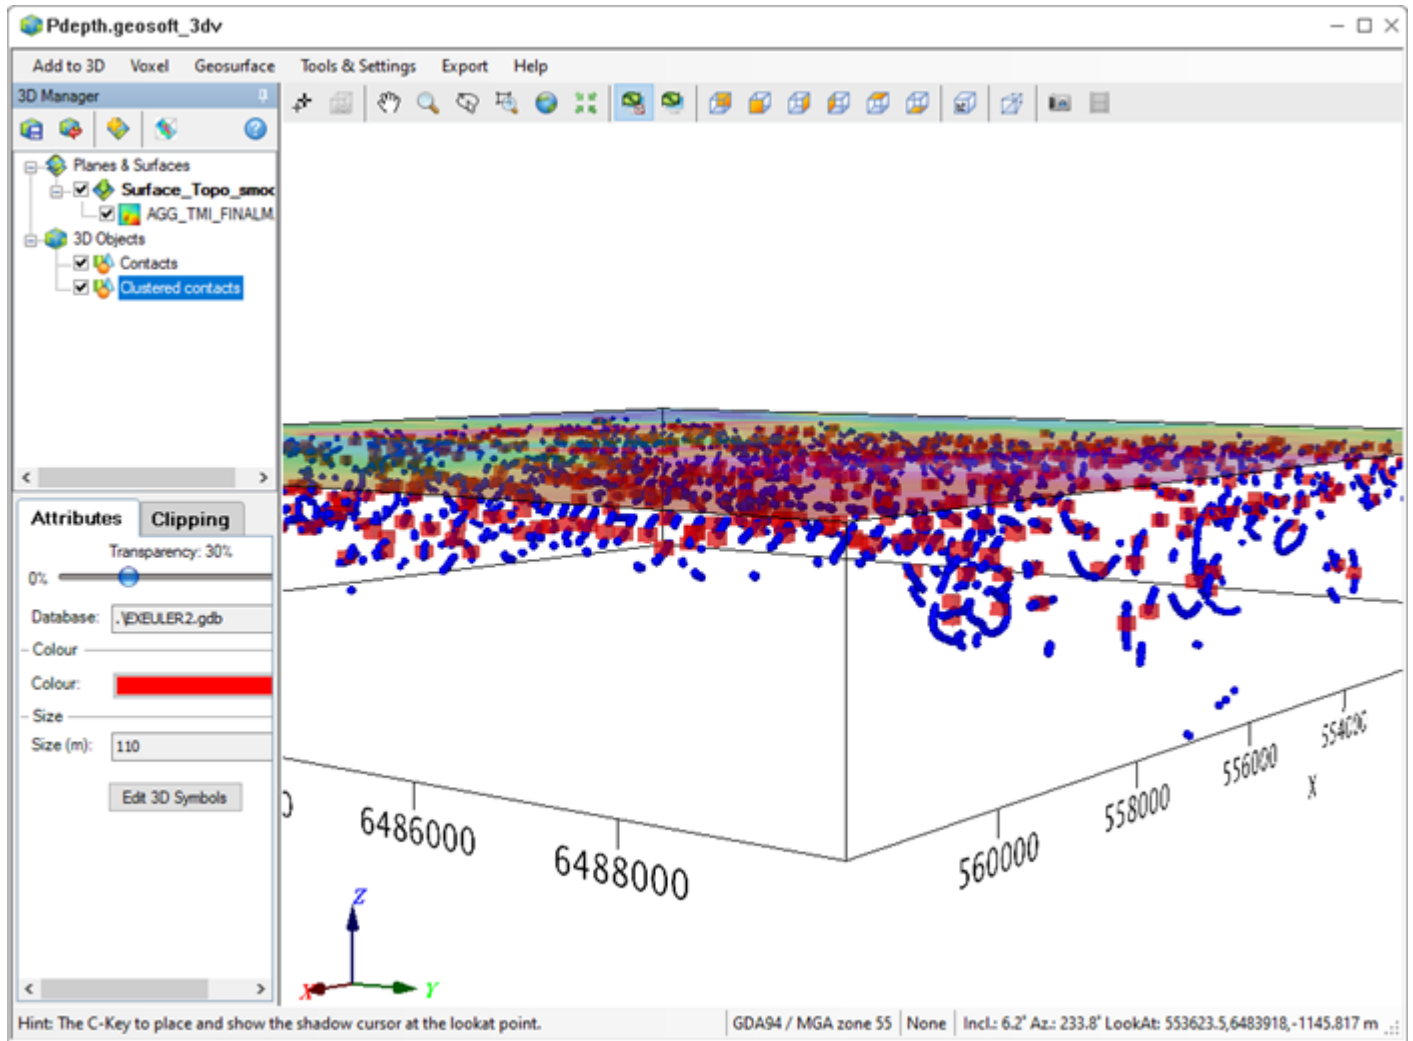 Pdepth.geosoft_3dv
Add to 3D Voxel Geosurface Tools & Settings Export Help
3D Manager
Planes & Surfaces
Surface_Topo_smoo
AGG_TMI_FINALM
3D Objects
Contacts
Clustered contacts
Attributes Clipping
Transparency: 30%
0%
Database: .\EXEULER2.gdb
Colour
Colour:
Size
Size (m): 110
Edit 3D Symbols
0 6486000 6488000
560000 558000 556000 554000
X
Z
X Y
Hint: The C-Key to place and show the shadow cursor at the lookat point. GDA94 / MGA zone 55 None Incl.: 6.2° Az.: 233.8° LookAt: 553623.5,6483918,-1145.817 m